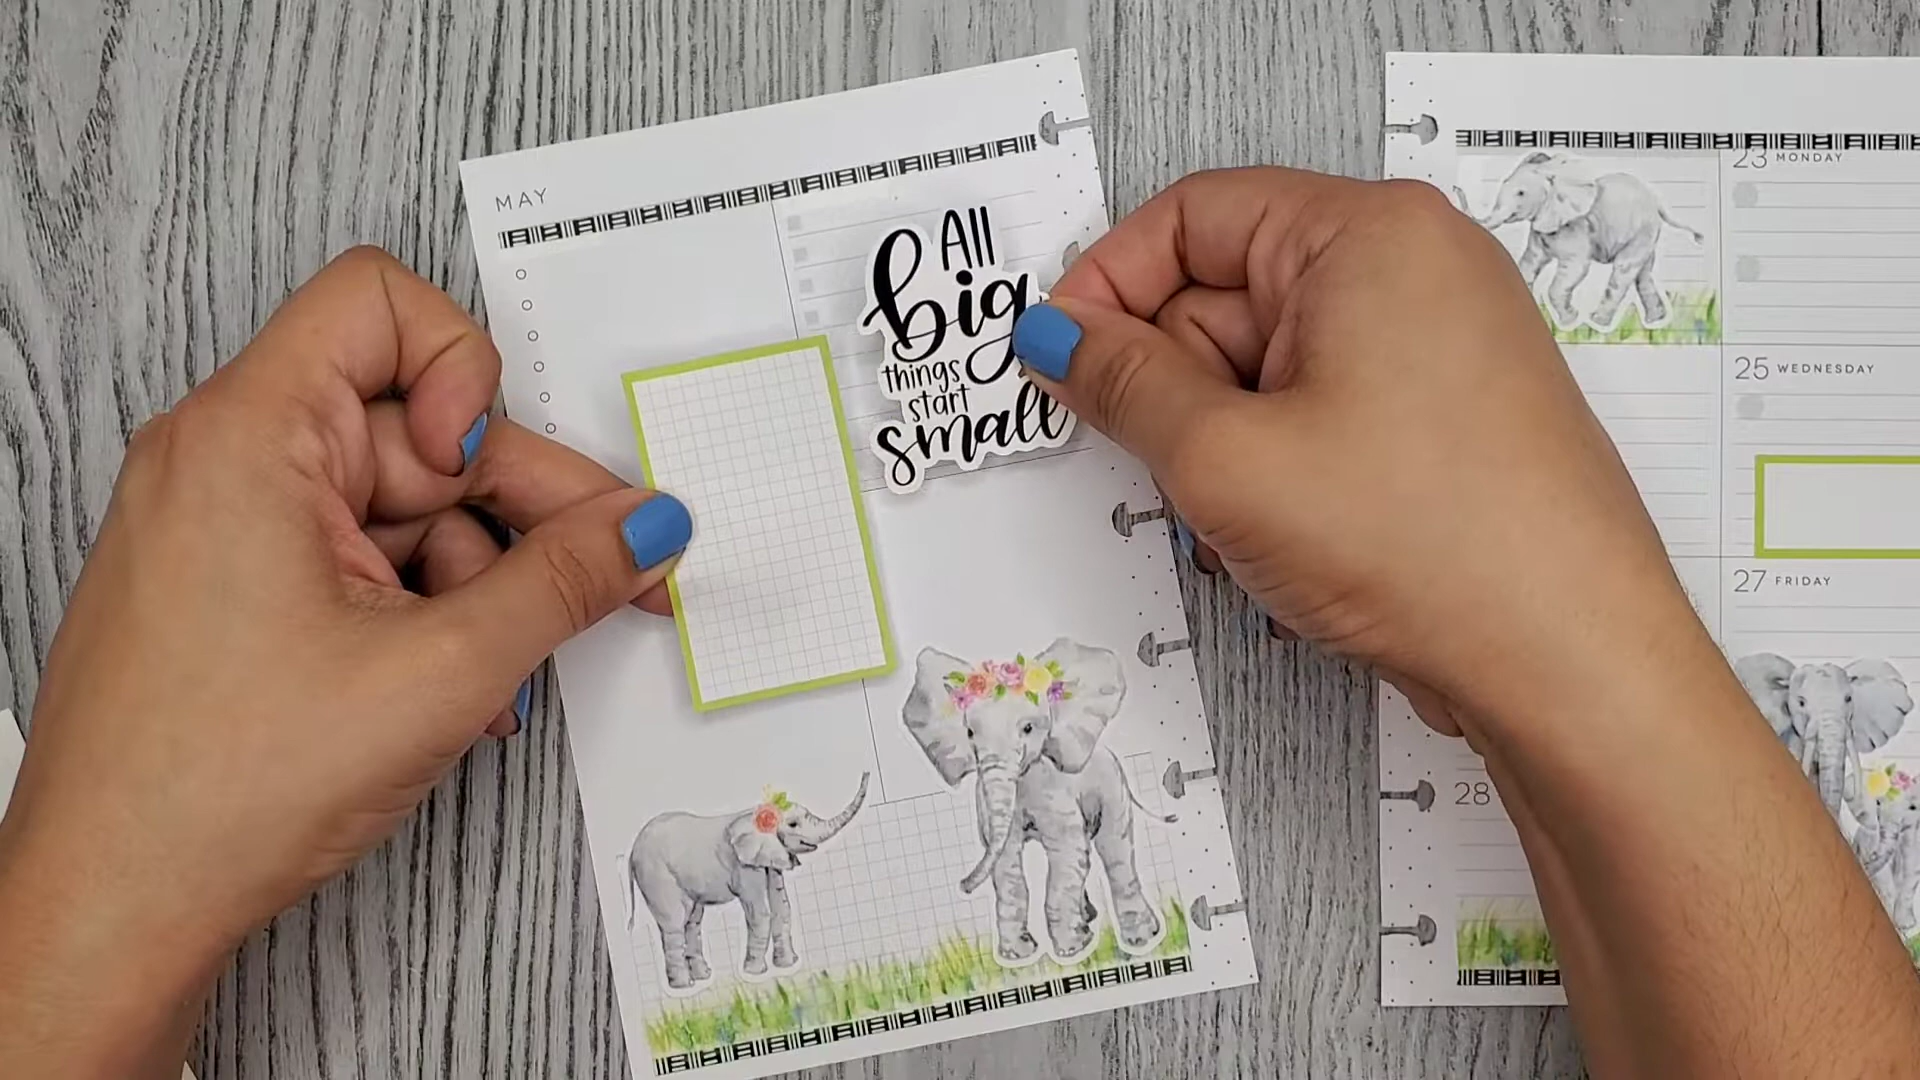 MAY
All
big
things
start
small
23 MONDAY
25 WEDNESDAY
27 FRIDAY
28